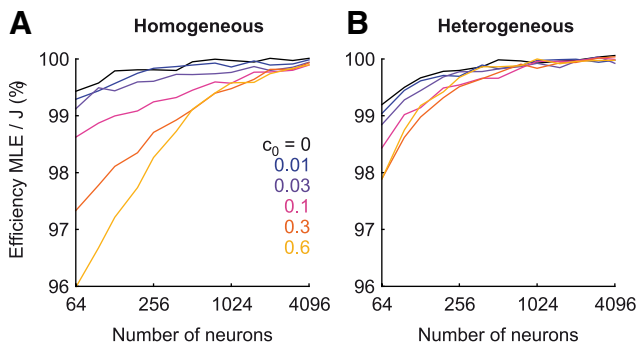 A Homogeneous
Efficiency MLE / J (%)
100
99
98
97
96
c0 = 0
0.01
0.03
0.1
0.3
0.6
64 256 1024 4096
Number of neurons
B Heterogeneous
100
99
98
97
96
64 256 1024 4096
Number of neurons